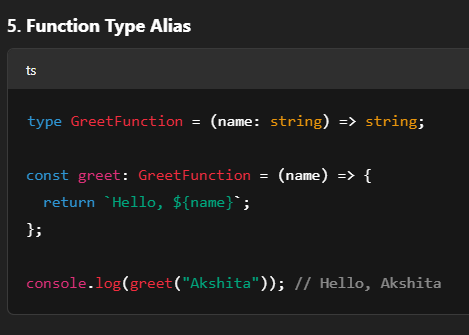 5. Function Type Alias
ts
type GreetFunction = (name: string) => string;
const greet: GreetFunction = (name) => {
  return `Hello, ${name}`;
};
console.log(greet("Akshita")); // Hello, Akshita